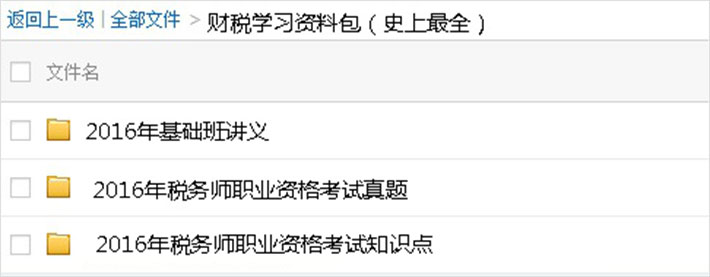 返回上一级 | 全部文件 > 财税学习资料包（史上最全）
文件名
2016年基础班讲义
2016年税务师职业资格考试真题
2016年税务师职业资格考试知识点